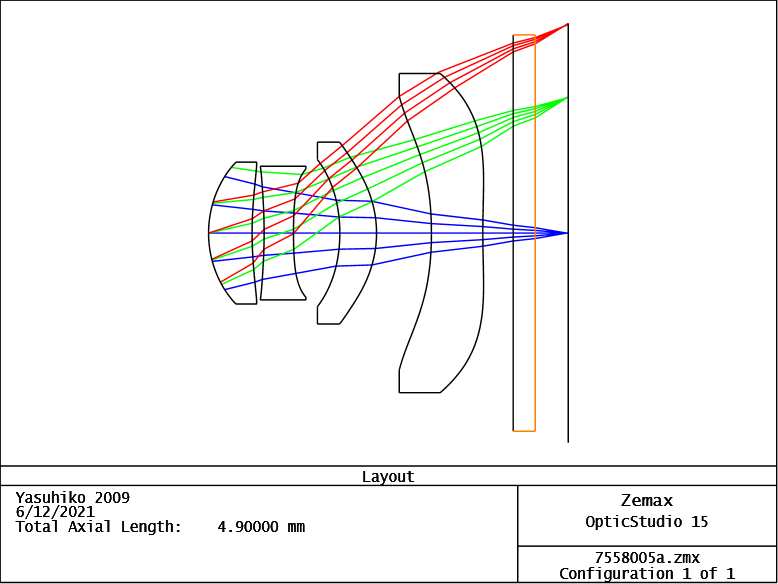 Layout
Yasuhiko 2009
6/12/2021
Total Axial Length:    4.90000 mm
Zemax
OpticStudio 15
7558005a.zmx
Configuration 1 of 1